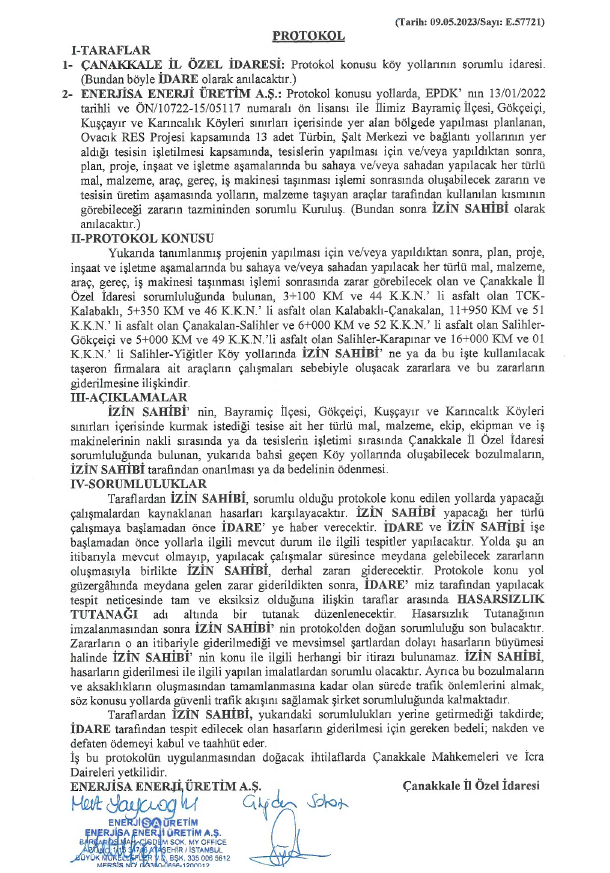 (Tarih: 09.05.2023/Sayı: E.57721)
PROTOKOL
I-TARAFLAR
1- ÇANAKKALE İL ÖZEL İDARESİ: Protokol konusu köy yollarının sorumlu idaresi.
(Bundan böyle İDARE olarak anılacaktır.)
2- ENERJİSA ENERJİ ÜRETİM A.Ş.: Protokol konusu yollarda, EPDK' nın 13/01/2022
tarihli ve ÖN/10722-15/05117 numaralı ön lisansı ile İlimiz Bayramiç İlçesi, Gökçeiçi,
Kuşçayır ve Karıncalık Köyleri sınırları içerisinde yer alan bölgede yapılması planlanan,
Ovacık RES Projesi kapsamında 13 adet Türbin, Şalt Merkezi ve bağlantı yollarının yer
aldığı tesisin işletilmesi kapsamında, tesislerin yapılması için ve/veya yapıldıktan sonra,
plan, proje, inşaat ve işletme aşamalarında bu sahaya ve/veya sahadan yapılacak her türlü
mal, malzeme, araç, gereç, iş makinesi taşınması işlemi sonrasında oluşabilecek zararın ve
tesisin üretim aşamasında yolların, malzeme taşıyan araçlar tarafından kullanılan kısmının
görebileceği zararın tazmininden sorumlu Kuruluş. (Bundan sonra İZİN SAHİBİ olarak
anılacaktır.)
II-PROTOKOL KONUSU
Yukarıda tanımlanmış projenin yapılması için ve/veya yapıldıktan sonra, plan, proje,
inşaat ve işletme aşamalarında bu sahaya ve/veya sahadan yapılacak her türlü mal, malzeme,
araç, gereç, iş makinesi taşınması işlemi sonrasında zarar görebilecek olan ve Çanakkale İl
Özel İdaresi sorumluluğunda bulunan, 3+100 KM ve 44 K.K.N.' li asfalt olan TCK-
Kalabaklı, 5+350 KM ve 46 K.K.N.' li asfalt olan Kalabaklı-Çanakalan, 11+950 KM ve 51
K.K.N.' li asfalt olan Çanakalan-Salihler ve 6+000 KM ve 52 K.K.N.' li asfalt olan Salihler-
Gökçeiçi ve 5+000 KM ve 49 K.K.N.'li asfalt olan Salihler-Karapınar ve 16+000 KM ve 01
K.K.N.' li Salihler-Yiğitler Köy yollarında İZİN SAHİBİ' ne ya da bu işte kullanılacak
taşeron firmalara ait araçların çalışmaları sebebiyle oluşacak zararlara ve bu zararların
giderilmesine ilişkindir.
III-AÇIKLAMALAR
İZİN SAHİBİ' nin, Bayramiç İlçesi, Gökçeiçi, Kuşçayır ve Karıncalık Köyleri
sınırları içerisinde kurmak istediği tesise ait her türlü mal, malzeme, ekip, ekipman ve iş
makinelerinin nakli sırasında ya da tesislerin işletimi sırasında Çanakkale İl Özel İdaresi
sorumluluğunda bulunan, yukarıda bahsi geçen Köy yollarında oluşabilecek bozulmaların,
İZİN SAHİBİ tarafından onarılması ya da bedelinin ödenmesi.
IV-SORUMLULUKLAR
Taraflardan İZİN SAHİBİ, sorumlu olduğu protokole konu edilen yollarda yapacağı
çalışmalardan kaynaklanan hasarları karşılayacaktır. İZİN SAHİBİ yapacağı her türlü
çalışmaya başlamadan önce İDARE' ye haber verecektir. İDARE ve İZİN SAHİBİ işe
başlamadan önce yollarla ilgili mevcut durum ile ilgili tespitler yapılacaktır. Yolda şu an
itibarıyla mevcut olmayıp, yapılacak çalışmalar süresince meydana gelebilecek zararların
oluşmasıyla birlikte İZİN SAHİBİ, derhal zararı giderecektir. Protokole konu yol
güzergâhında meydana gelen zarar giderildikten sonra, İDARE' miz tarafından yapılacak
tespit neticesinde tam ve eksiksiz olduğuna ilişkin taraflar arasında HASARSIZLIK
TUTANAĞI adı altında bir tutanak düzenlenecektir. Hasarsızlık Tutanağının
imzalanmasından sonra İZİN SAHİBİ' nin protokolden doğan sorumluluğu son bulacaktır.
Zararların o an itibariyle giderilmediği ve mevsimsel şartlardan dolayı hasarların büyümesi
halinde İZİN SAHİBİ' nin konu ile ilgili herhangi bir itirazı bulunamaz. İZİN SAHİBİ,
hasarların giderilmesi ile ilgili yapılan imalatlardan sorumlu olacaktır. Ayrıca bu bozulmaların
ve aksaklıkların oluşmasından tamamlanmasına kadar olan sürede trafik önlemlerini almak,
söz konusu yollarda güvenli trafik akışını sağlamak şirket sorumluluğunda kalmaktadır.
Taraflardan İZİN SAHİBİ, yukarıdaki sorumlulukları yerine getirmediği takdirde;
İDARE tarafından tespit edilecek olan hasarların giderilmesi için gereken bedeli; nakden ve
defaten ödemeyi kabul ve taahhüt eder.
İş bu protokolün uygulanmasından doğacak ihtilaflarda Çanakkale Mahkemeleri ve İcra
Daireleri yetkilidir.
ENERJİSA ENERJİ ÜRETİM A.Ş. Çanakkale İl Özel İdaresi
Mert
ENERJİSA ÜRETİM
ENERJİSA ENERJİ ÜRETİM A.Ş.
SOK. MY OFFICE
ATAŞEHİR / İSTANBUL
BÜYÜK MÜKELLEFLER V.D. BŞK. 335 006 5612
MERSİS NO